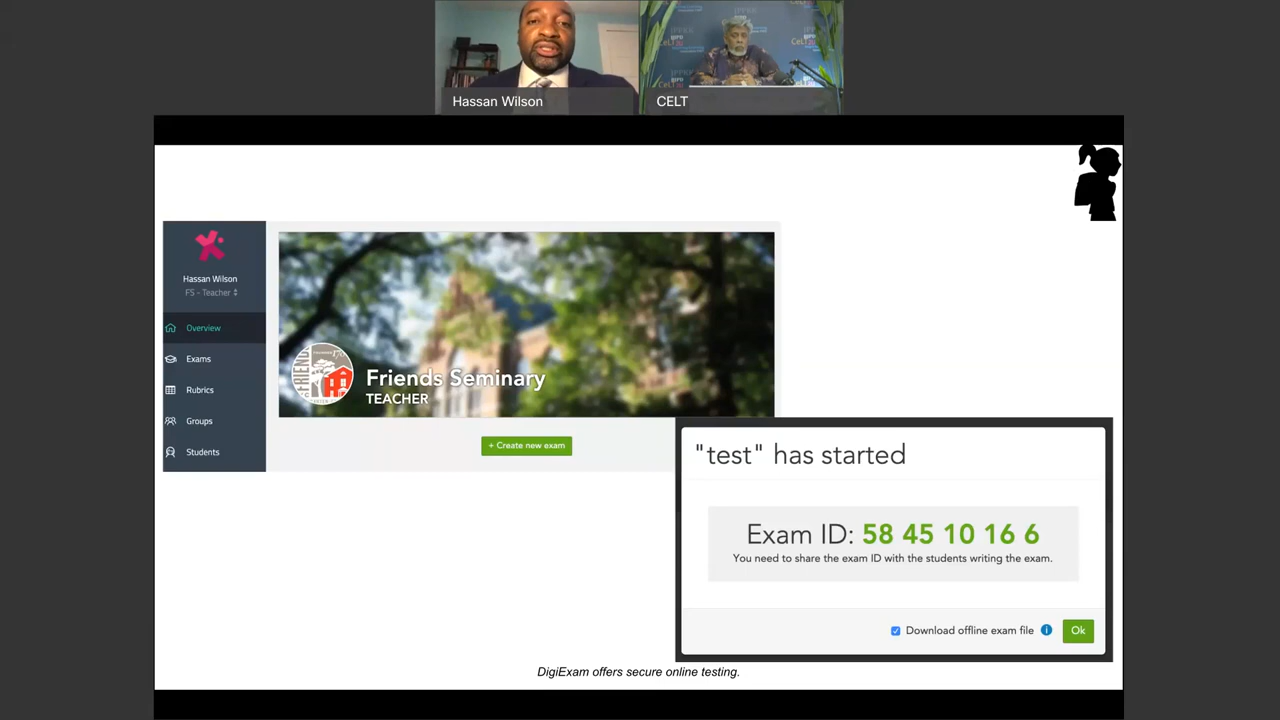 Hassan Wilson
CELT
Hassan Wilson
FS - Teacher
Overview
Exams
Rubrics
Groups
Students
Friends Seminary
TEACHER
+ Create new exam
"test" has started
Exam ID: 58 45 10 16 6
You need to share the exam ID with the students writing the exam.
Download offline exam file
Ok
DigiExam offers secure online testing.